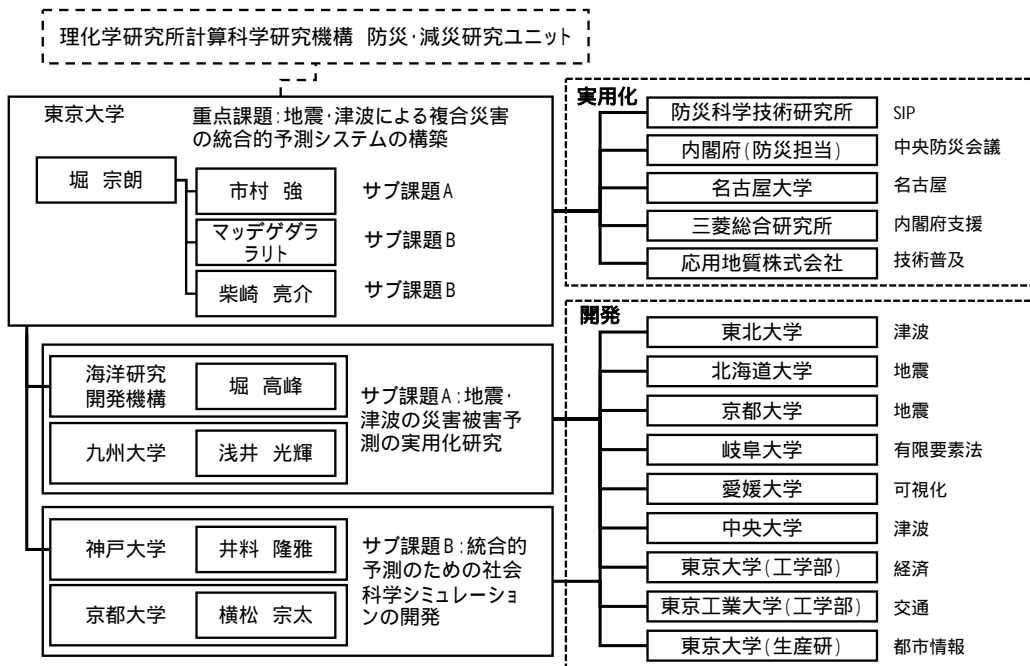 理化学研究所計算科学研究機構 防災・減災研究ユニット
東京大学
重点課題:地震・津波による複合災害
の統合的予測システムの構築
堀 宗朗
市村 強
サブ課題A
マッデゲダラ
ラリト
サブ課題B
柴崎 亮介
サブ課題B
海洋研究
開発機構
堀 高峰
九州大学
浅井 光輝
サブ課題A:地震・
津波の災害被害予
測の実用化研究
神戸大学
井料 隆雅
京都大学
横松 宗太
サブ課題B:統合的
予測のための社会
科学シミュレーショ
ンの開発
実用化
防災科学技術研究所 SIP
内閣府(防災担当) 中央防災会議
名古屋大学 名古屋
三菱総合研究所 内閣府支援
応用地質株式会社 技術普及
開発
東北大学 津波
北海道大学 地震
京都大学 地震
岐阜大学 有限要素法
愛媛大学 可視化
中央大学 津波
東京大学(工学部) 経済
東京工業大学(工学部) 交通
東京大学(生産研) 都市情報